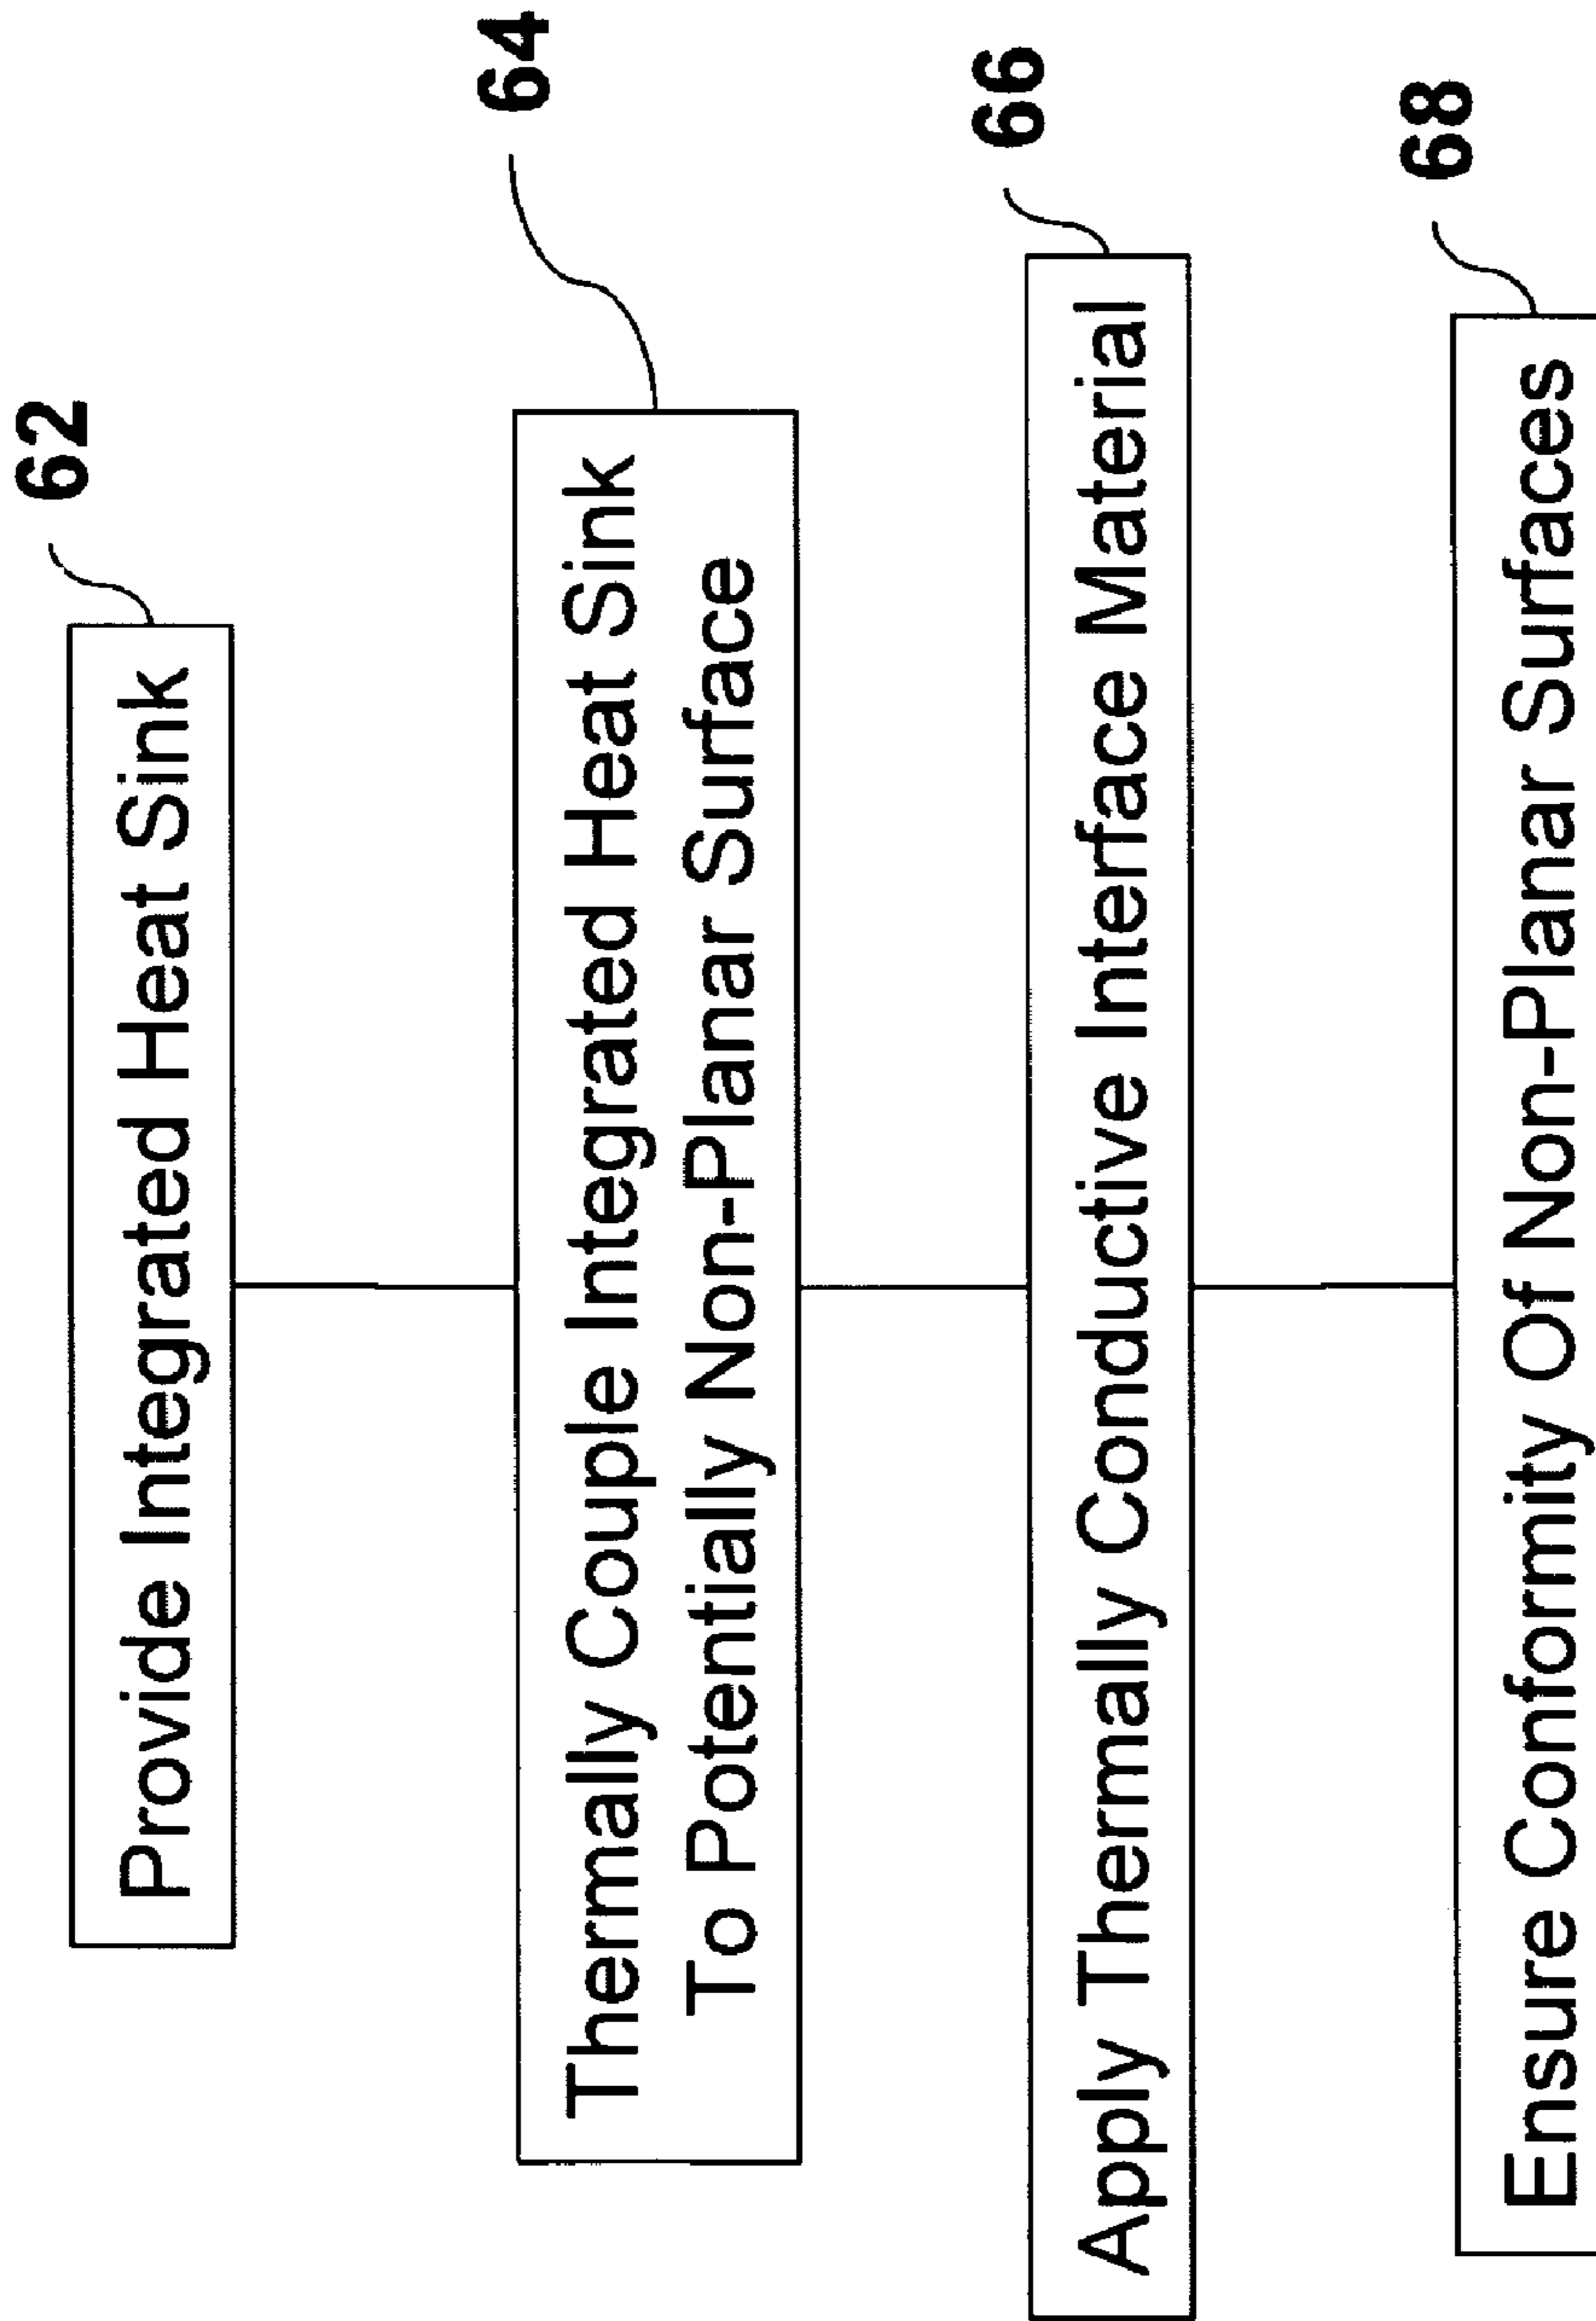 62
Provide Integrated Heat Sink
64
Thermally Couple Integrated Heat Sink
To Potentially Non-Planar Surface
66
Apply Thermally Conductive Interface Material
68
Ensure Conformity Of Non-Planar Surfaces